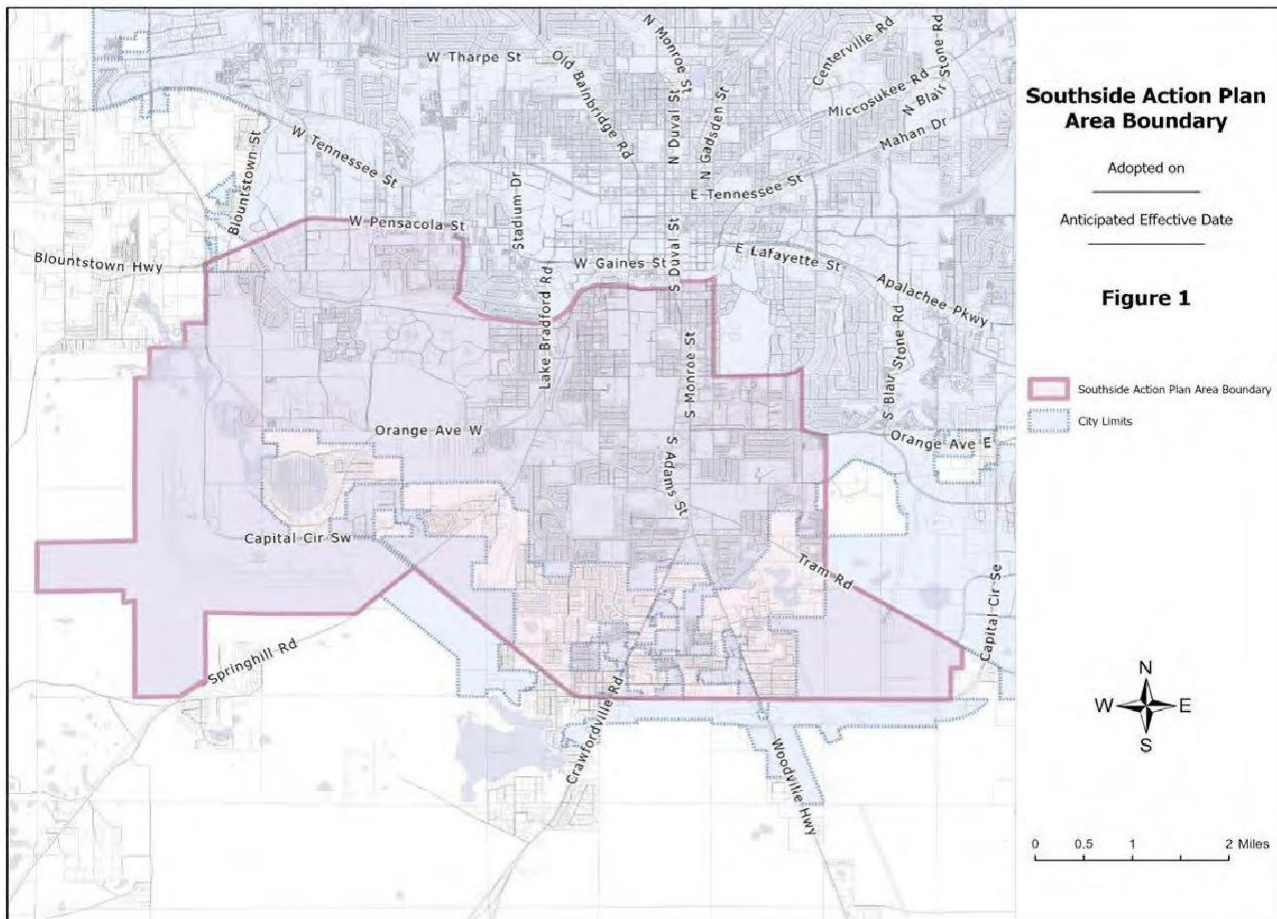 W Tharpe St
Old Bainbridge Rd
N Monroe St
N Duval St
N Gadsden St
Centerville Rd
Miccosukee Rd
N Blair Stone Rd
Mahan Dr
W Tennessee St
E Tennessee St
Blountstown St
Stadium Dr
W Pensacola St
Blountstown Hwy
W Gaines St
S Duval St
E Lafayette St
Apalachee Pkwy
Lake Bradford Rd
S Monroe St
S Blair Stone Rd
Orange Ave W
Orange Ave E
S Adams St
Capital Cir Sw
Tram Rd
Capital Cir Se
Springhill Rd
Crawfordville Rd
Woodville Hwy
Southside Action Plan
Area Boundary
Adopted on
Anticipated Effective Date
Figure 1
Southside Action Plan Area Boundary
City Limits
N
W E
S
0 0.5 1 2 Miles